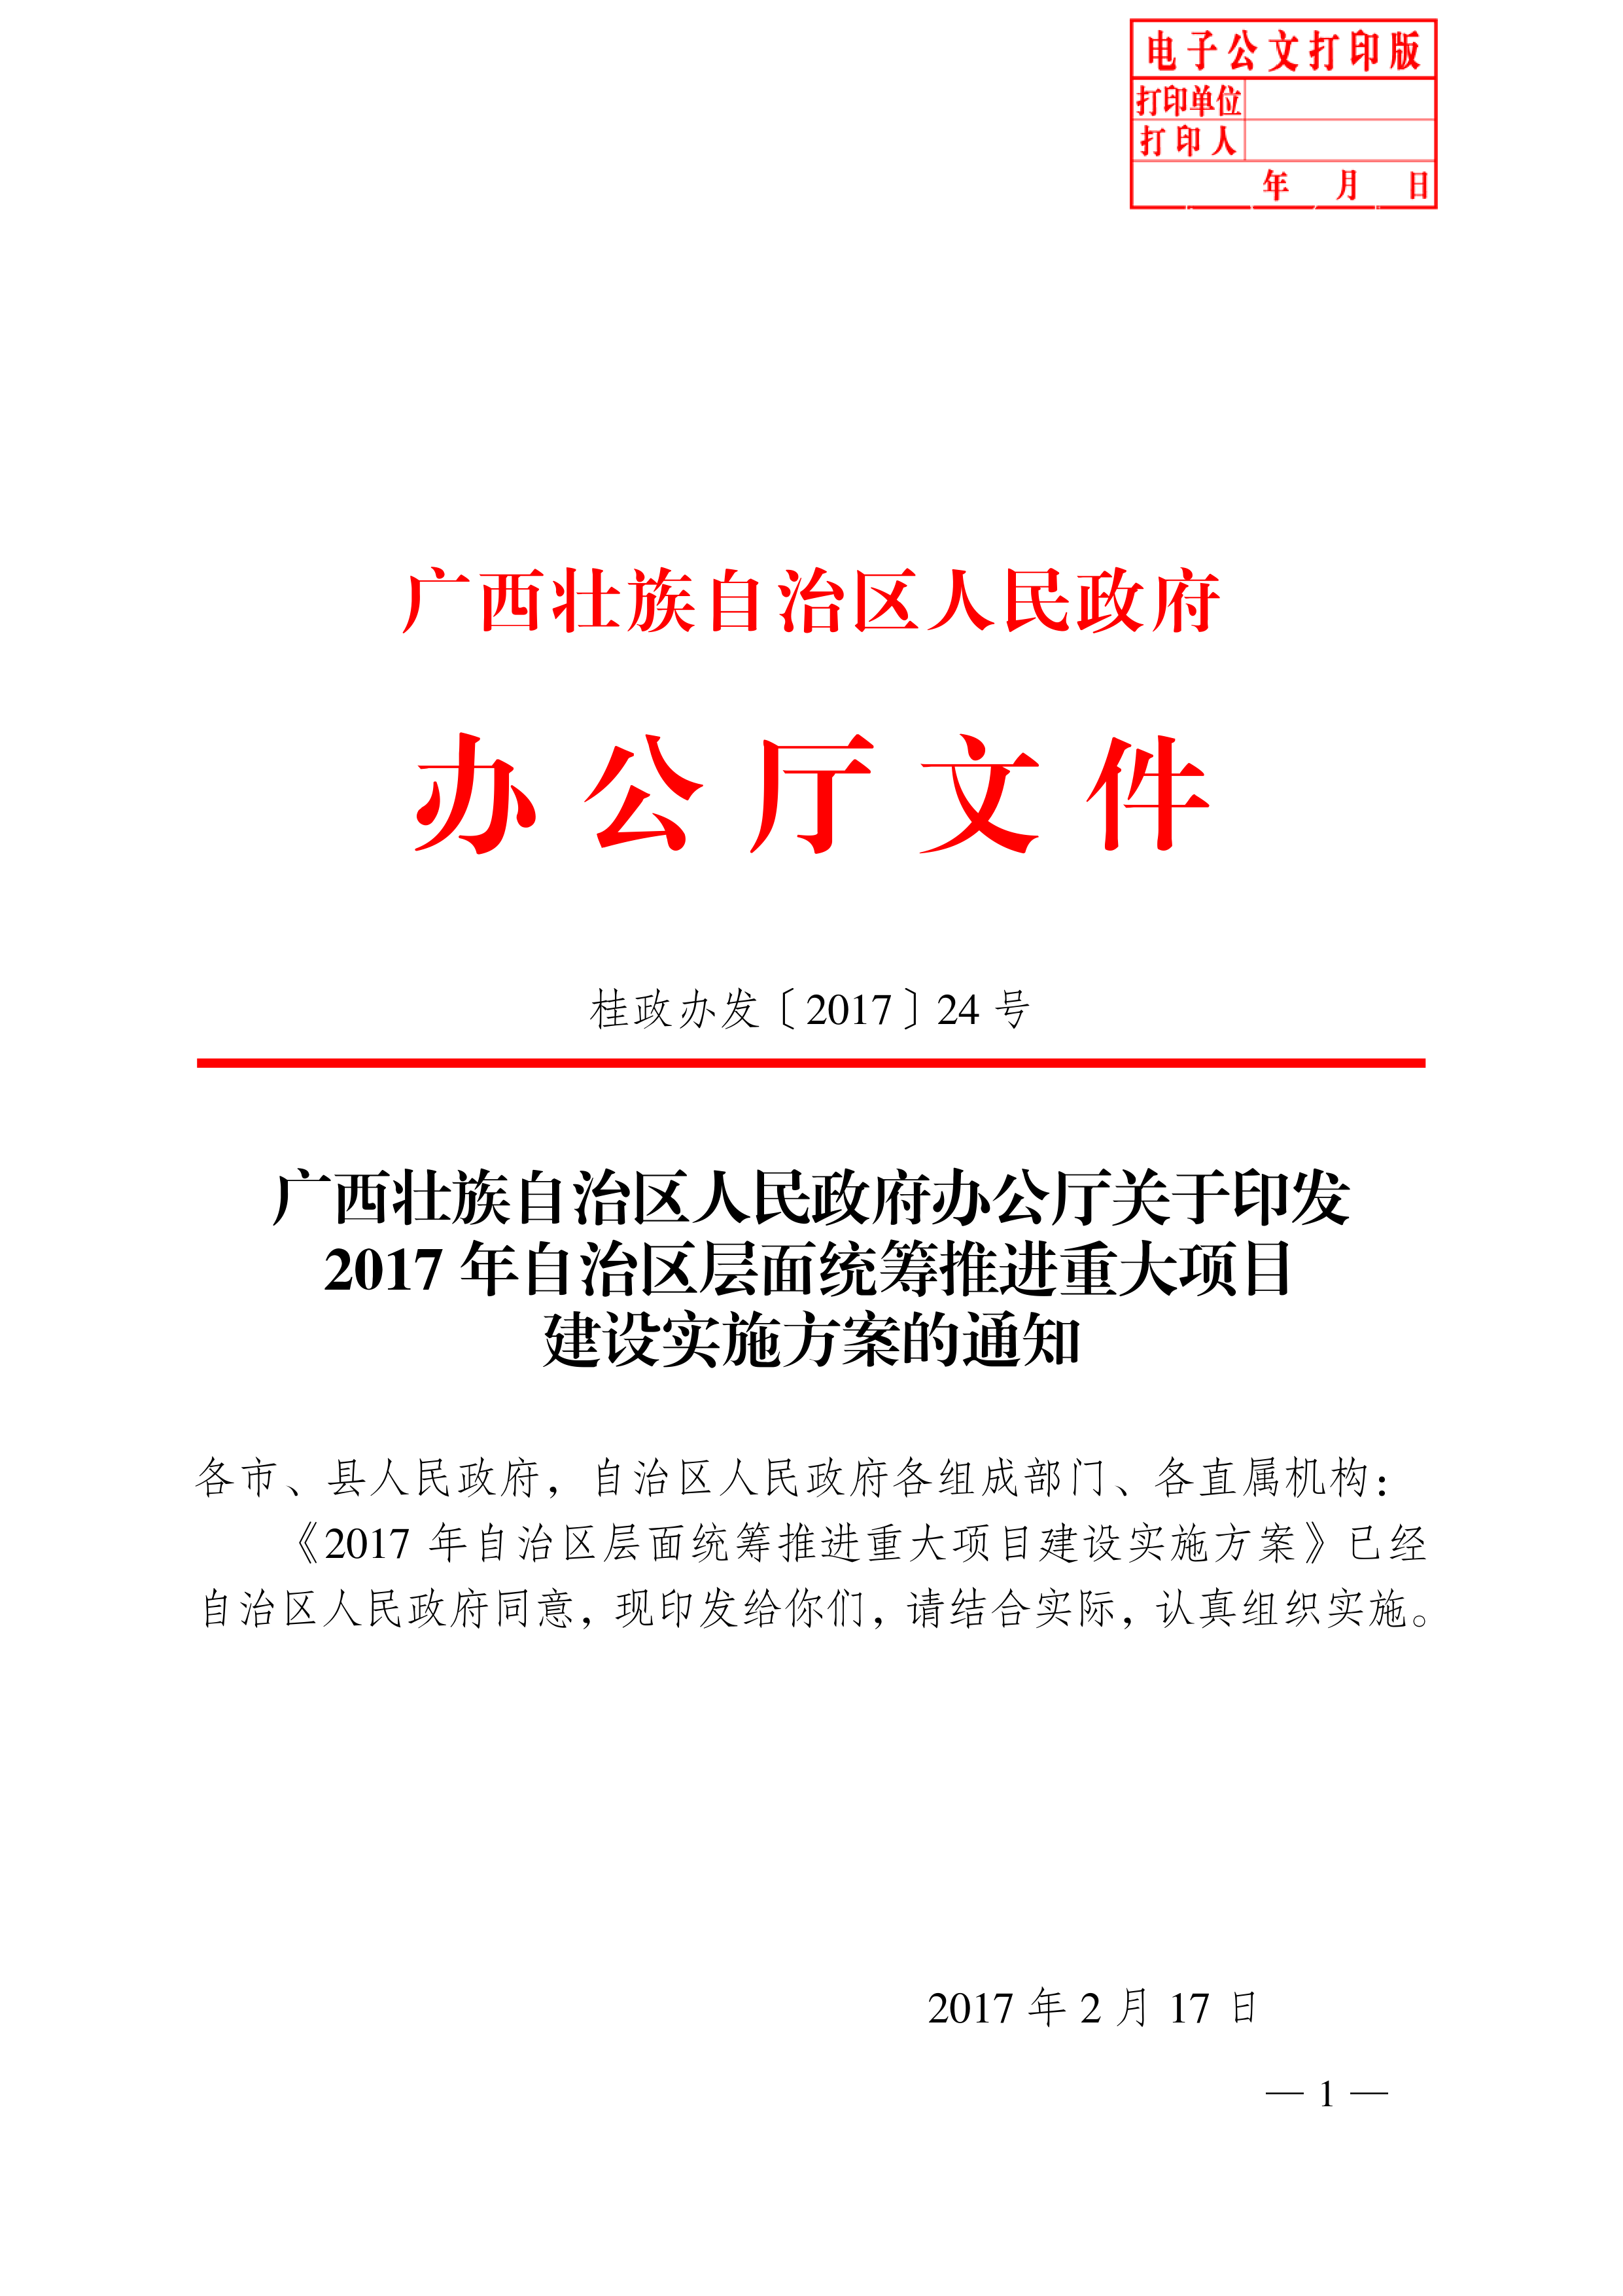 电子公文打印版
打印单位
打印人
年 月 日
广西壮族自治区人民政府
办公厅文件
桂政办发〔2017〕24 号
广西壮族自治区人民政府办公厅关于印发
2017 年自治区层面统筹推进重大项目
建设实施方案的通知
各市、县人民政府，自治区人民政府各组成部门、各直属机构：
《2017 年自治区层面统筹推进重大项目建设实施方案》已经
自治区人民政府同意，现印发给你们，请结合实际，认真组织实施。
2017 年 2 月 17 日
— 1 —